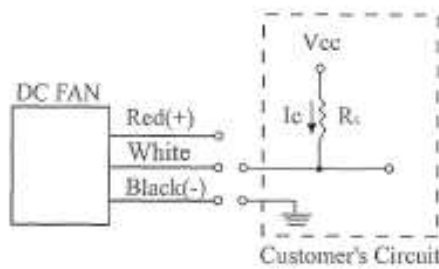 Vcc
DC FAN
Ic
Red(+)
White
Black(-)
Customer's Circuit